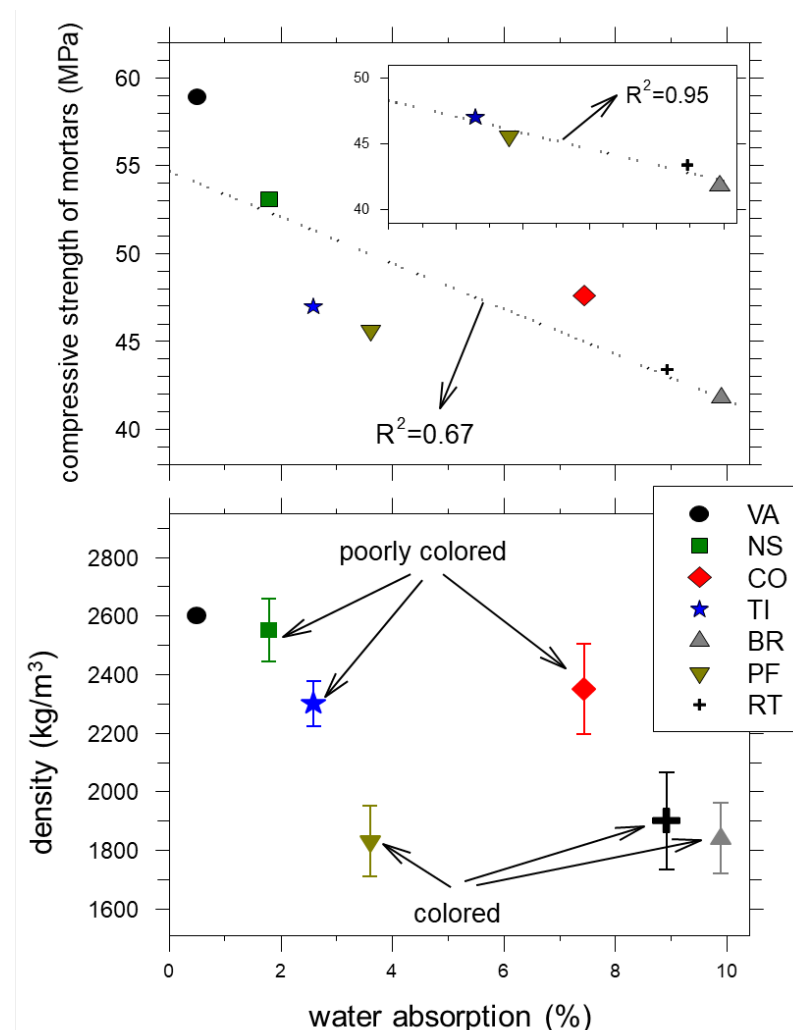 compressive strength of mortars (MPa)
60
55
50
45
40
50
45
40
R²=0.95
R²=0.67
VA
NS
CO
TI
BR
PF
RT
density (kg/m³)
2800
2600
2400
2200
2000
1800
1600
poorly colored
colored
0 2 4 6 8 10
water absorption (%)